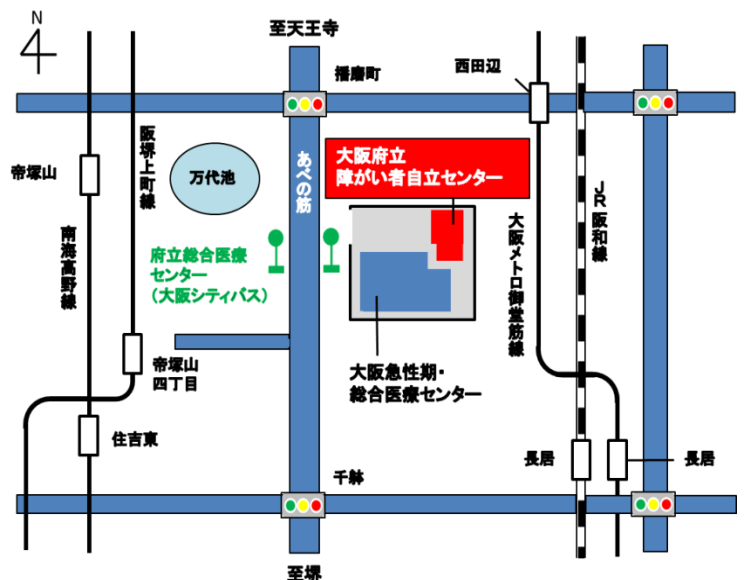 N
至天王寺
播磨町
西田辺
阪堺上町線
帝塚山
万代池
あべの筋
大阪府立
障がい者自立センター
JR阪和線
南海高野線
府立総合医療
センター
（大阪シティバス）
大阪メトロ御堂筋線
帝塚山
四丁目
大阪急性期・
総合医療センター
住吉東
長居
長居
千躰
至堺